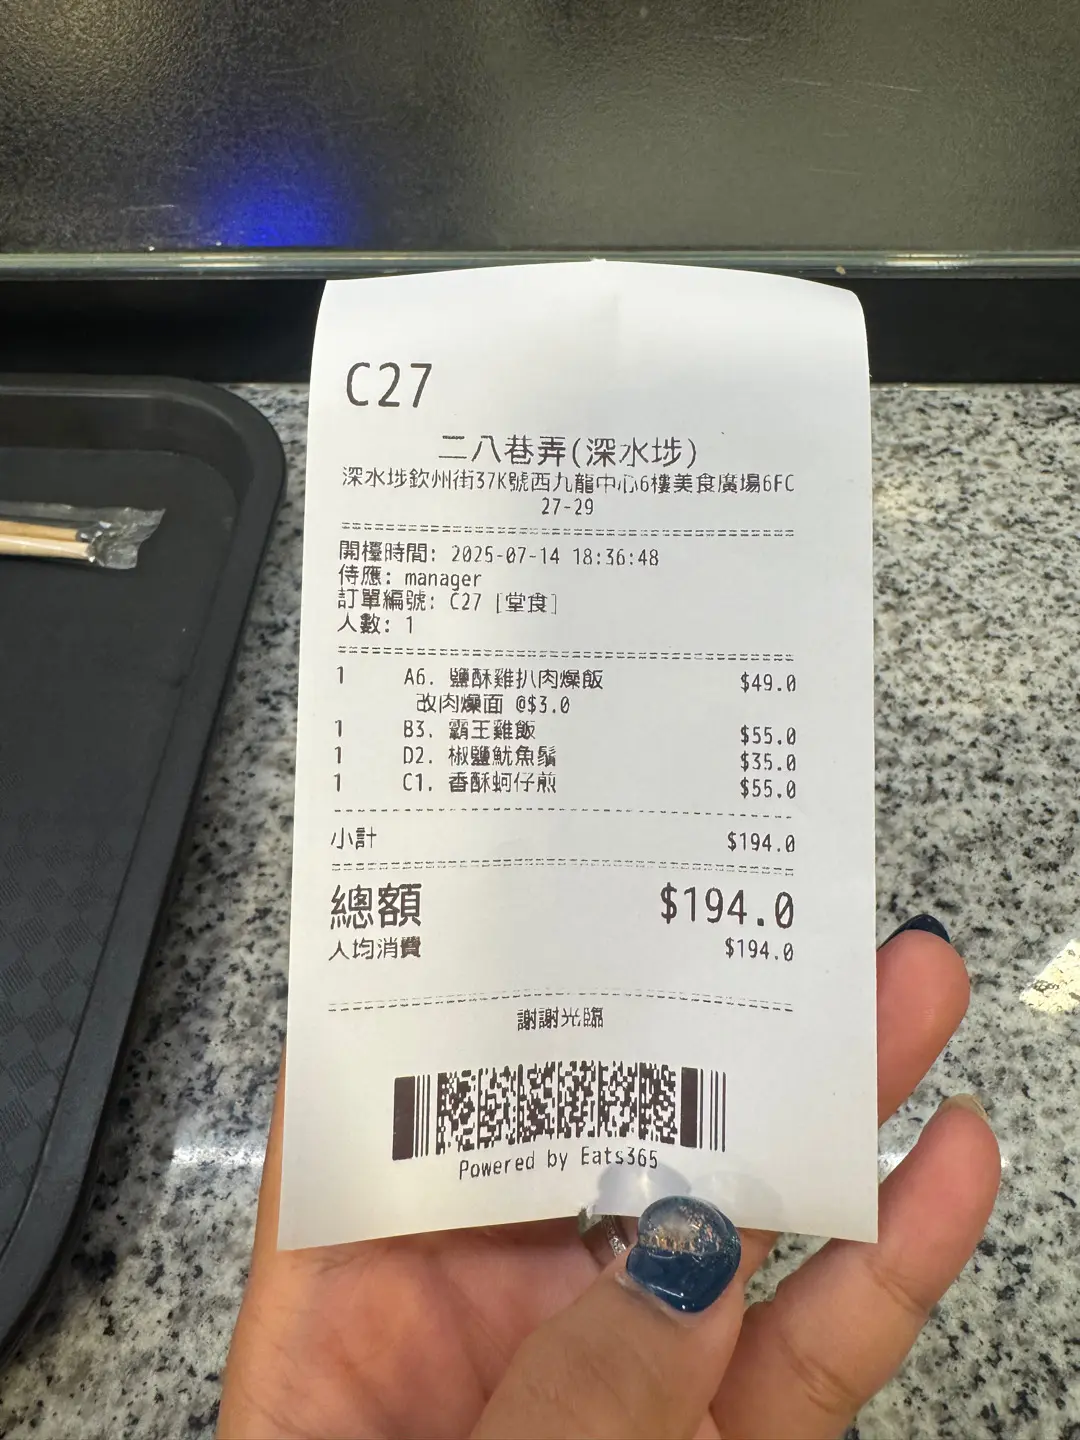 C27
二八巷弄(深水埗)
深水埗欽州街37K號西九龍中心6樓美食廣場6FC
27-29
開檯時間: 2025-07-14 18:36:48
侍應: manager
訂單編號: C27 [堂食]
人數: 1
1 A6. 鹽酥雞扒肉燥飯 $49.0
改肉燥面 @$3.0
1 B3. 霸王雞飯 $55.0
1 D2. 椒鹽魷魚鬚 $35.0
1 C1. 香酥蚵仔煎 $55.0
小計 $194.0
總額 $194.0
人均消費 $194.0
謝謝光臨
Powered by Eats365